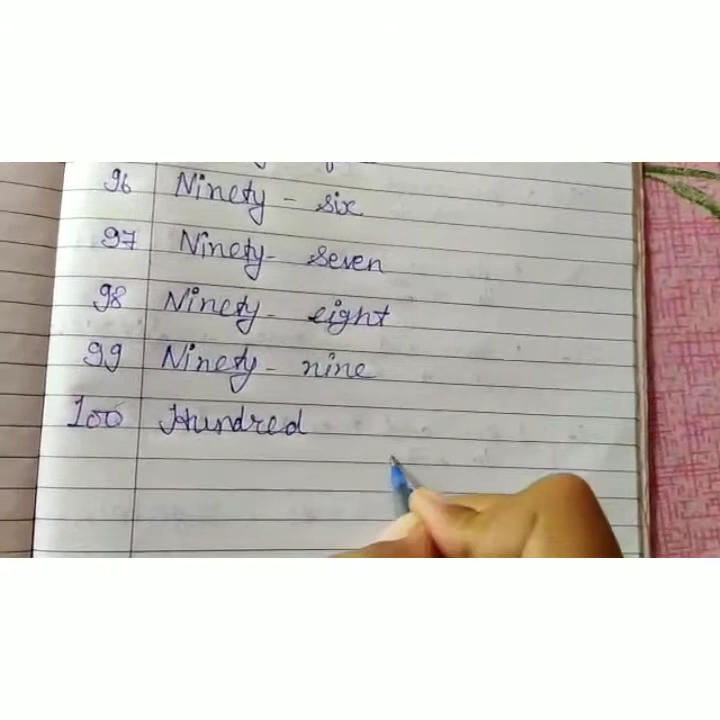 96 Ninety - six
97 Ninety - seven
98 Ninety - eight
99 Ninety - nine
100 Hundred